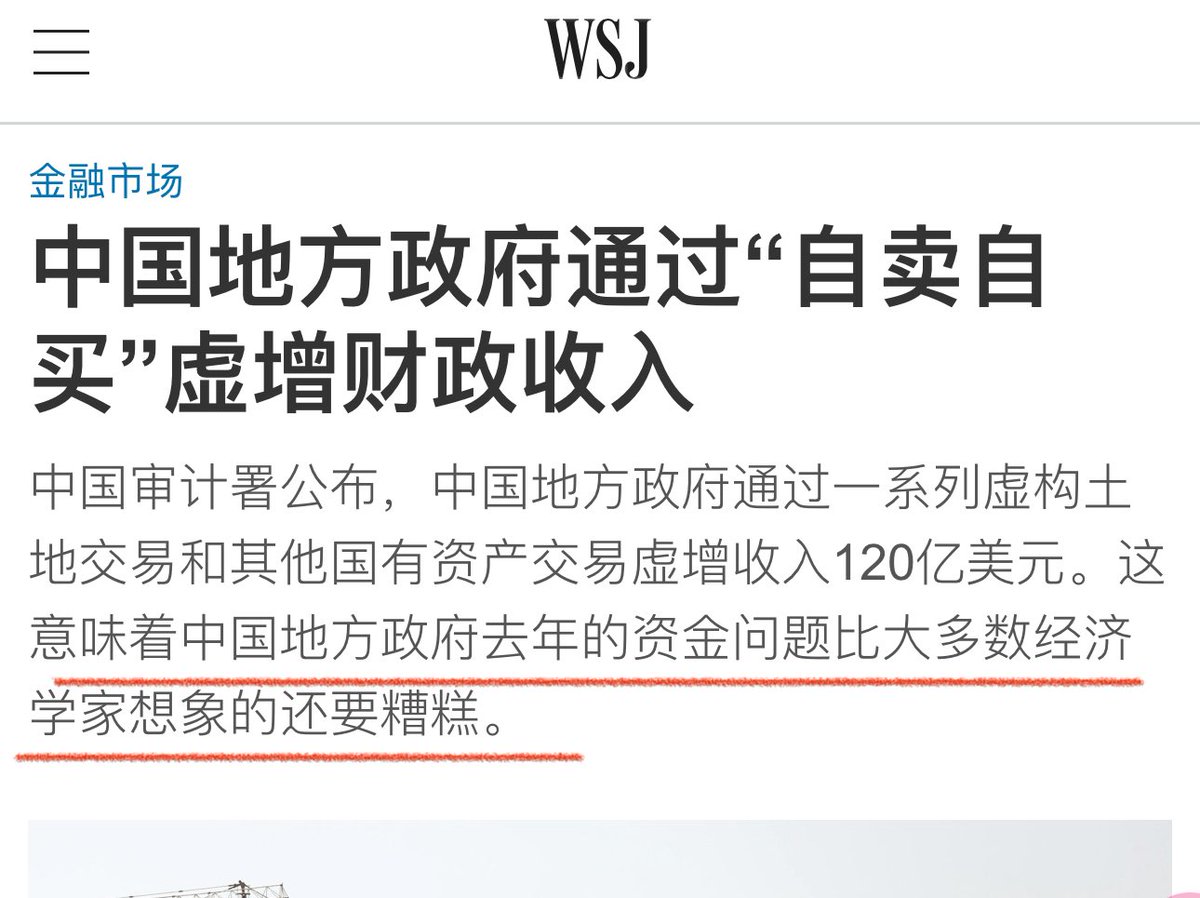 WSJ
金融市场
中国地方政府通过“自卖自
买”虚增财政收入
中国审计署公布，中国地方政府通过一系列虚构土
地交易和其他国有资产交易虚增收入120亿美元。这
意味着中国地方政府去年的资金问题比大多数经济
学家想象的还要糟糕。